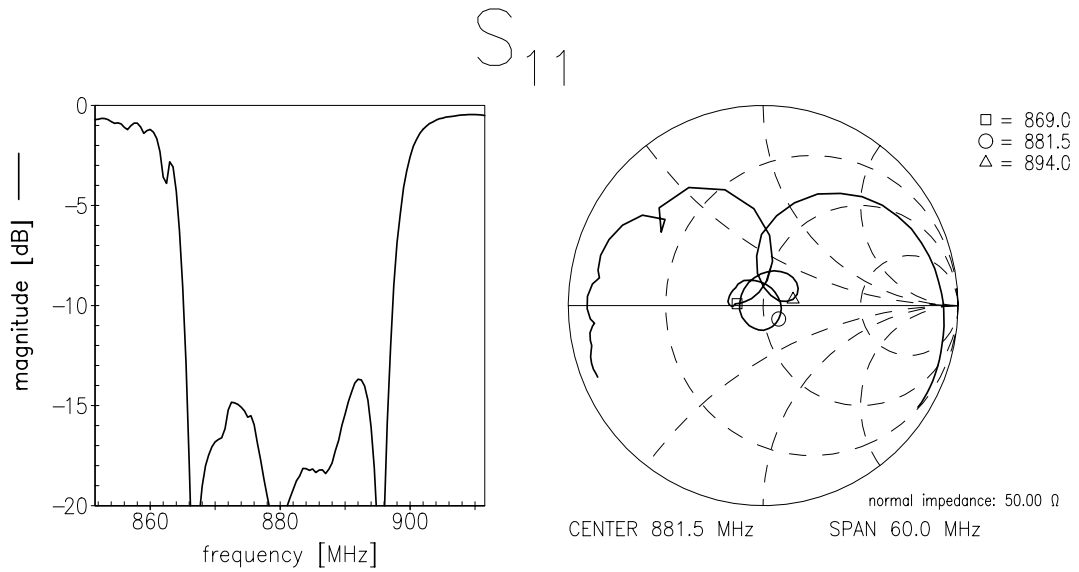 S11
0
−5
−10
−15
−20
860
880
900
magnitude [dB]
frequency [MHz]
□ = 869.0
○ = 881.5
△ = 894.0
normal impedance: 50.00 Ω
CENTER 881.5 MHz
SPAN 60.0 MHz